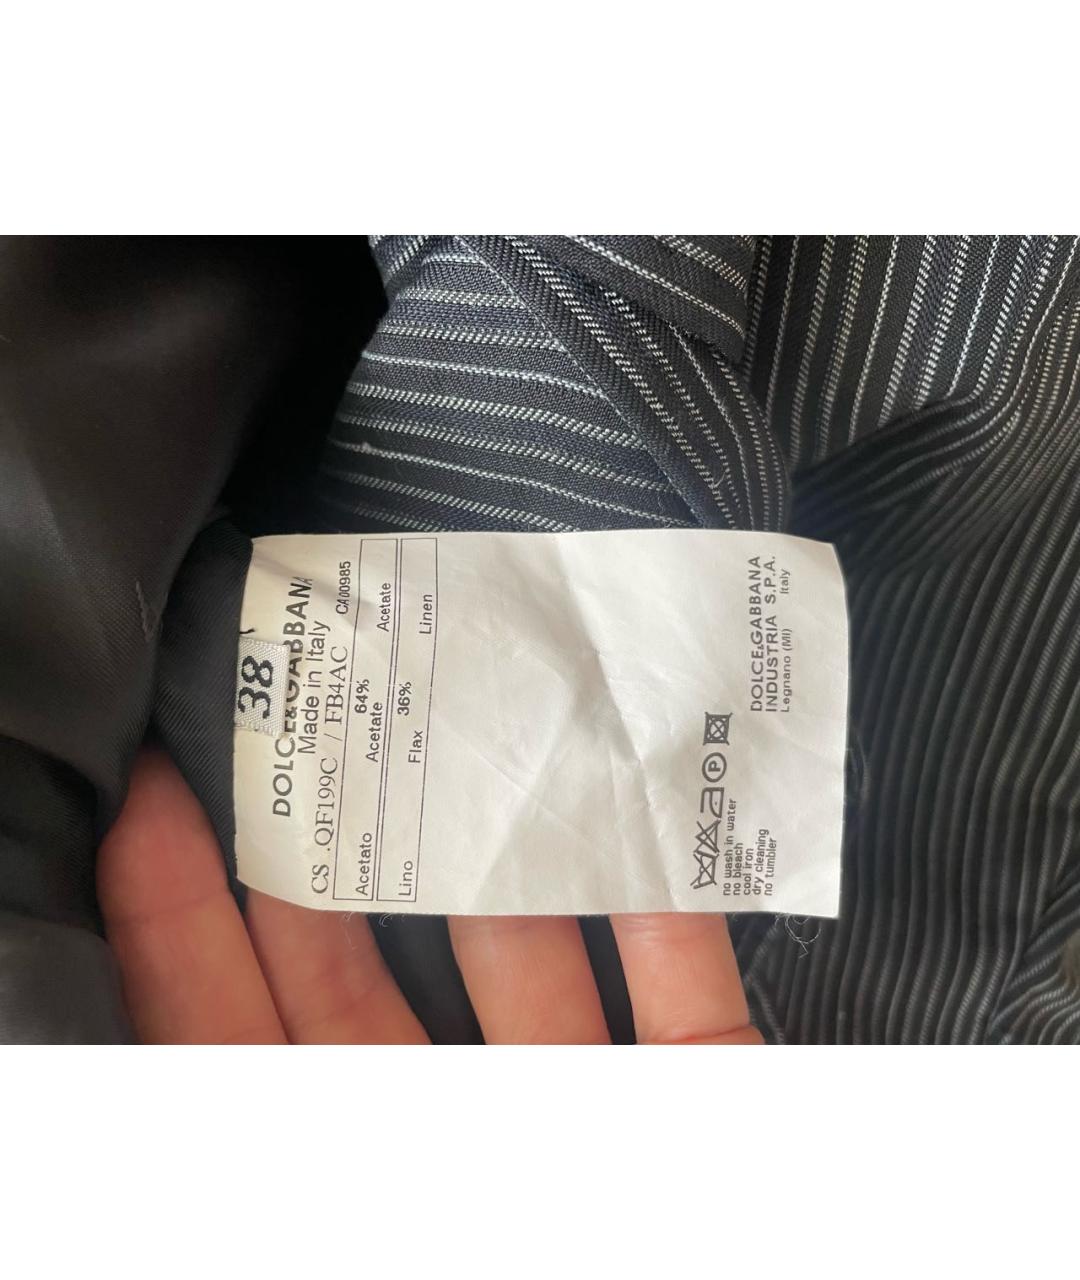 38
DOLCE&GABBANA
Made in Italy
CS .QF199C / FB4AC CA00985
Acetato 64% Acetate
Acetate
Lino 36%
Flax Linen
P
no wash in water
no bleach
cool iron
dry cleaning
no tumbler
DOLCE&GABBANA
INDUSTRIA S.P.A.
Legnano (MI) Italy